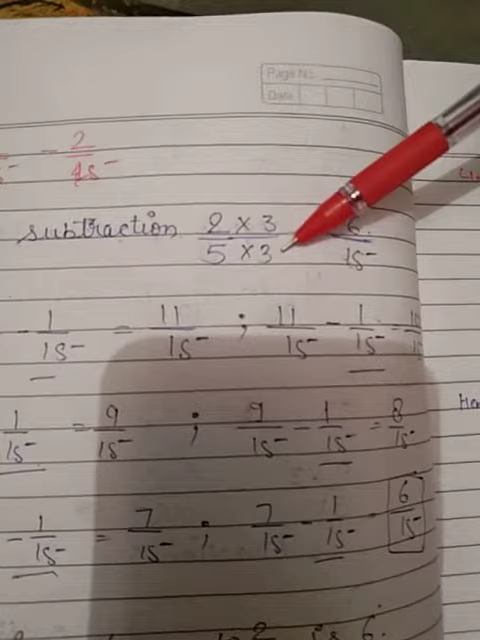 Page No.
Date
- 2/15
subtraction 2 × 3 / 5 × 3 6/15
- 1/15 = 11/15 ; 11/15 - 1/15 = 10/15
1/15 = 9/15 ; 9/15 - 1/15 = 8/15
- 1/15 = 7/15 ; 7/15 - 1/15 6/15
2 is 6.